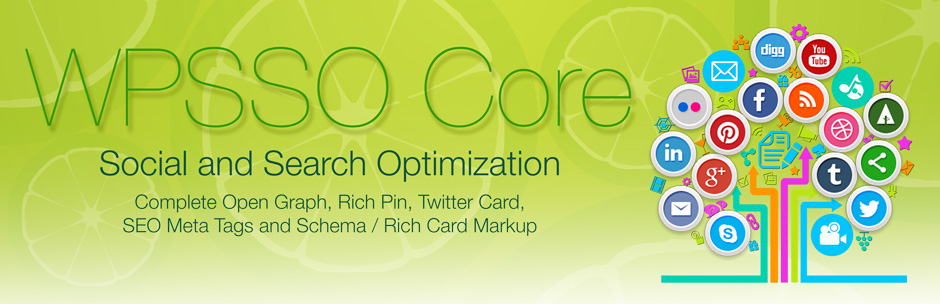 WPSSO Core
Social and Search Optimization
Complete Open Graph, Rich Pin, Twitter Card,
SEO Meta Tags and Schema / Rich Card Markup
digg
You
Tube
f
in
g+
t
S